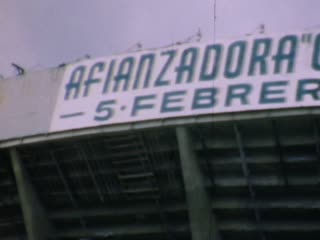 AFIANZADORA "
— 5 · FEBRER